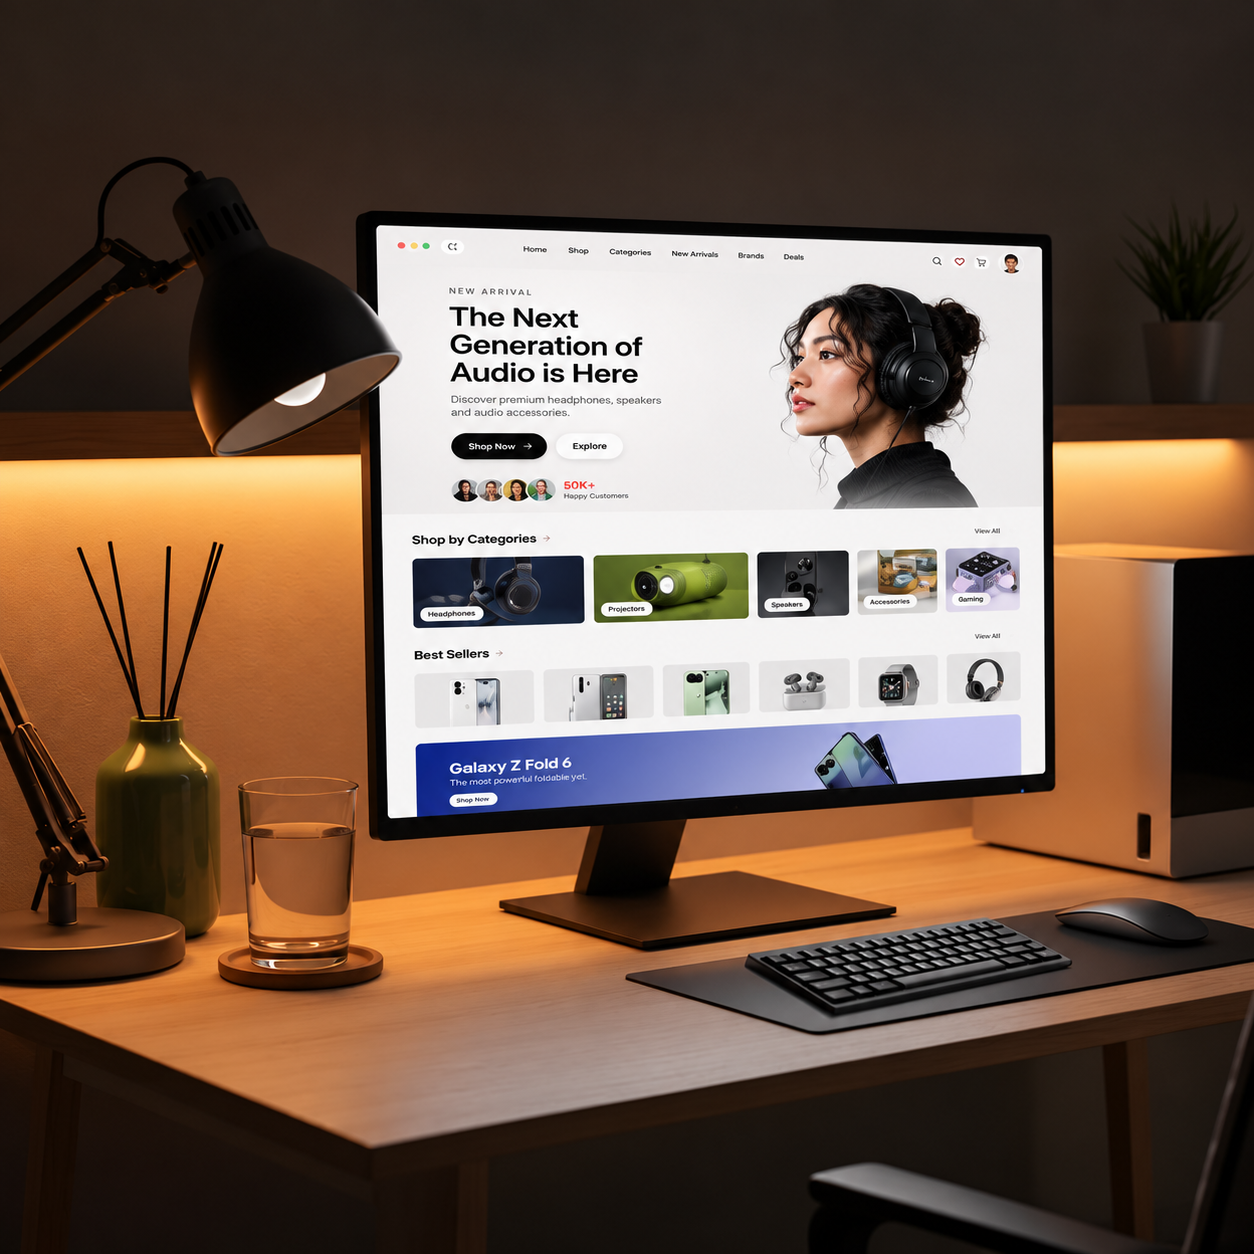 Home
Shop
Categories
New Arrivals
Brands
Deals
NEW ARRIVAL
The Next
Generation of
Audio is Here
Discover premium headphones, speakers
and audio accessories.
Shop Now →
Explore
50K+
Happy Customers
Shop by Categories →
View All
Headphones
Projectors
Speakers
Accessories
Gaming
Best Sellers →
View All
Galaxy Z Fold 6
The most powerful foldable yet.
Shop Now